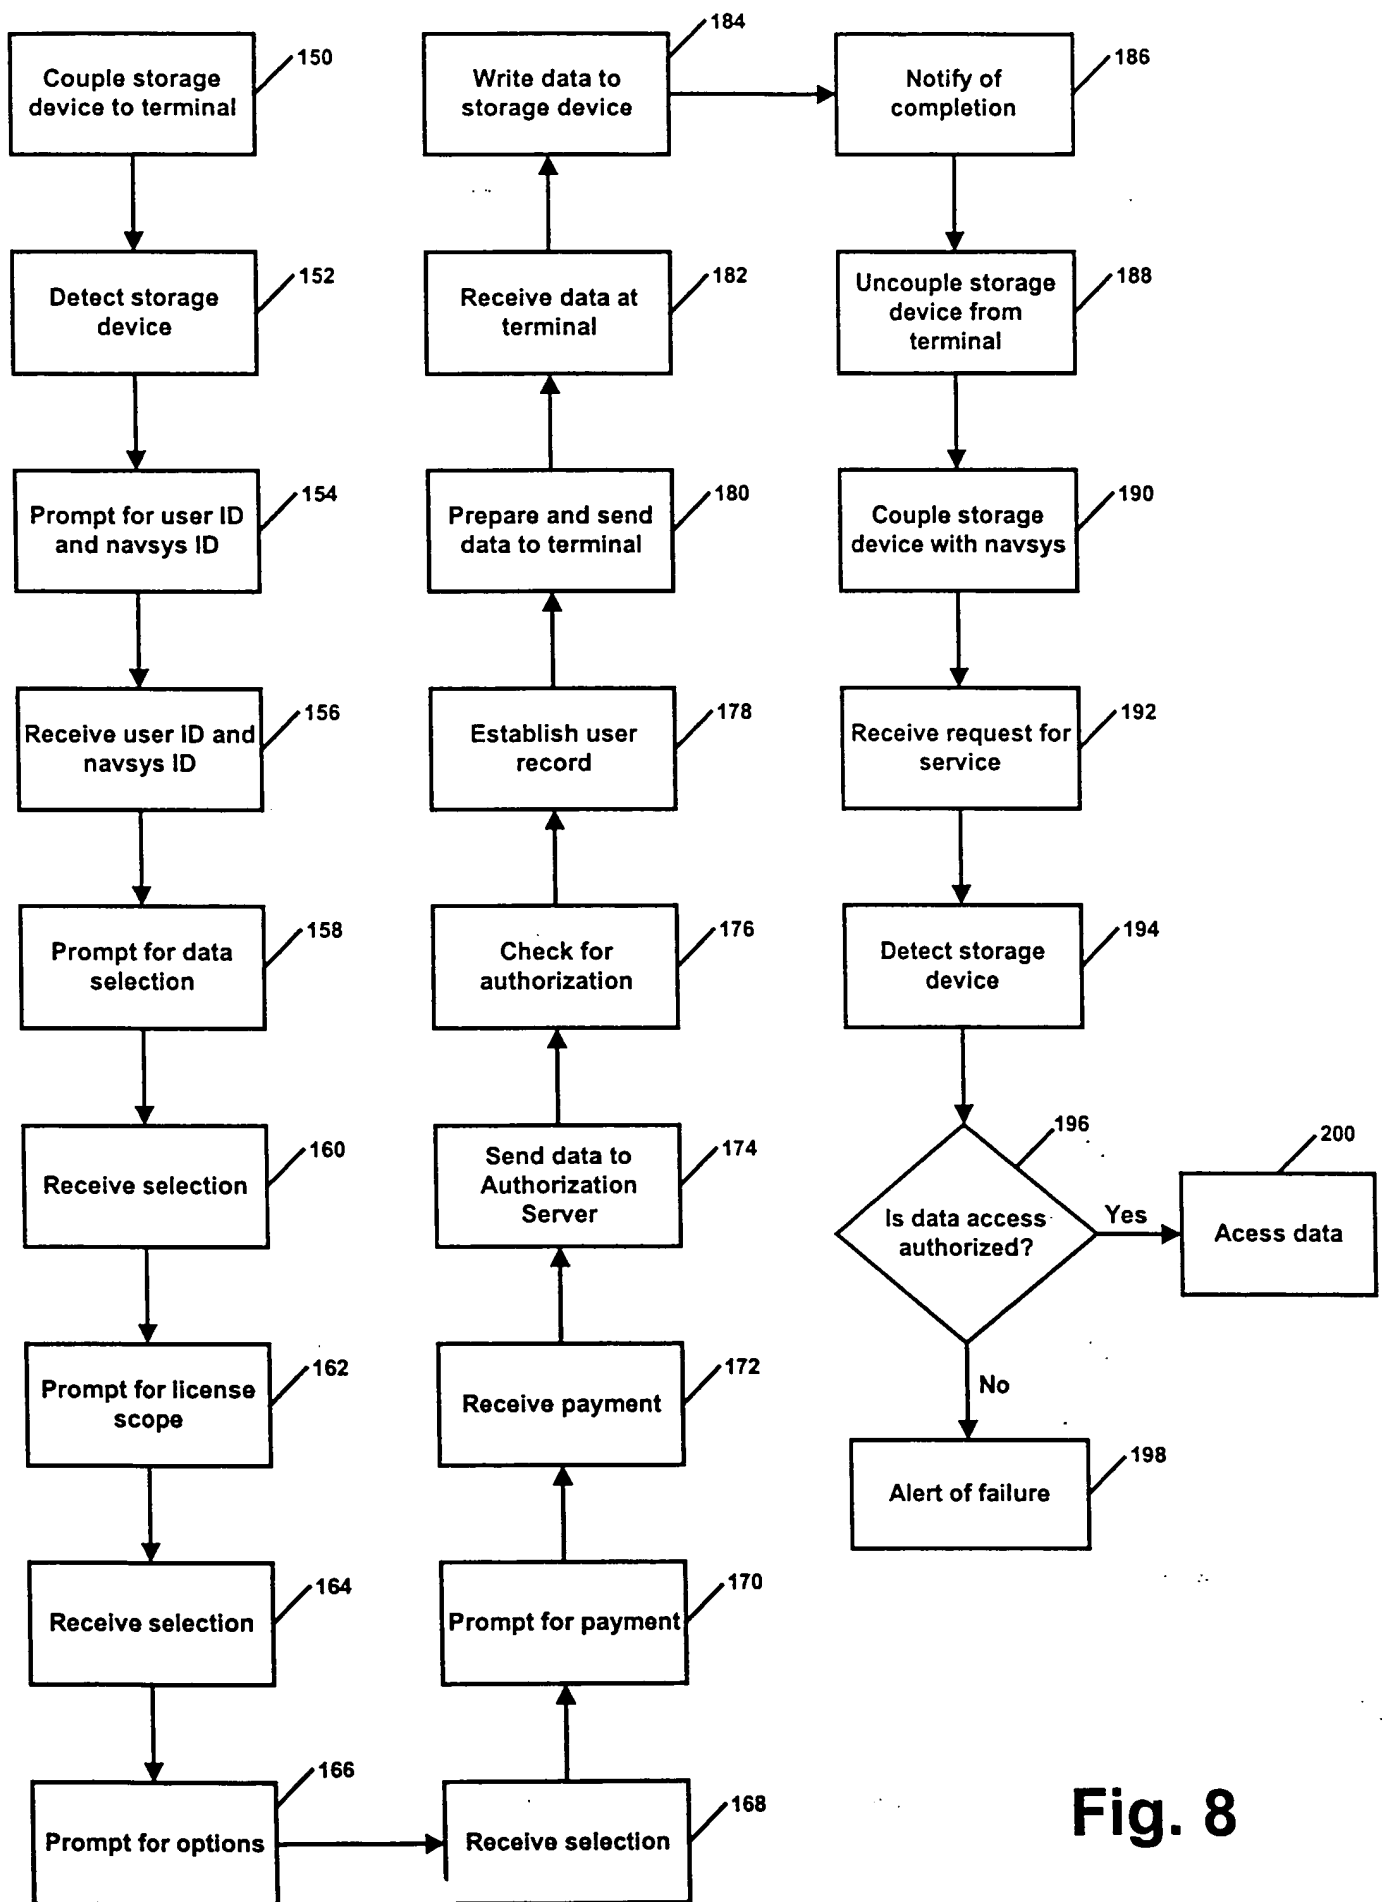 Couple storage
device to terminal
150
Detect storage
device
152
Prompt for user ID
and navsys ID
154
Receive user ID and
navsys ID
156
Prompt for data
selection
158
Receive selection
160
Prompt for license
scope
162
Receive selection
164
Prompt for options
166
Receive selection
168
Prompt for payment
170
Receive payment
172
Send data to
Authorization
Server
174
Check for
authorization
176
Establish user
record
178
Prepare and send
data to terminal
180
Receive data at
terminal
182
Write data to
storage device
184
Notify of
completion
186
Uncouple storage
device from
terminal
188
Couple storage
device with navsys
190
Receive request for
service
192
Detect storage
device
194
Is data access
authorized?
196
Yes
Acess data
200
No
Alert of failure
198
Fig. 8